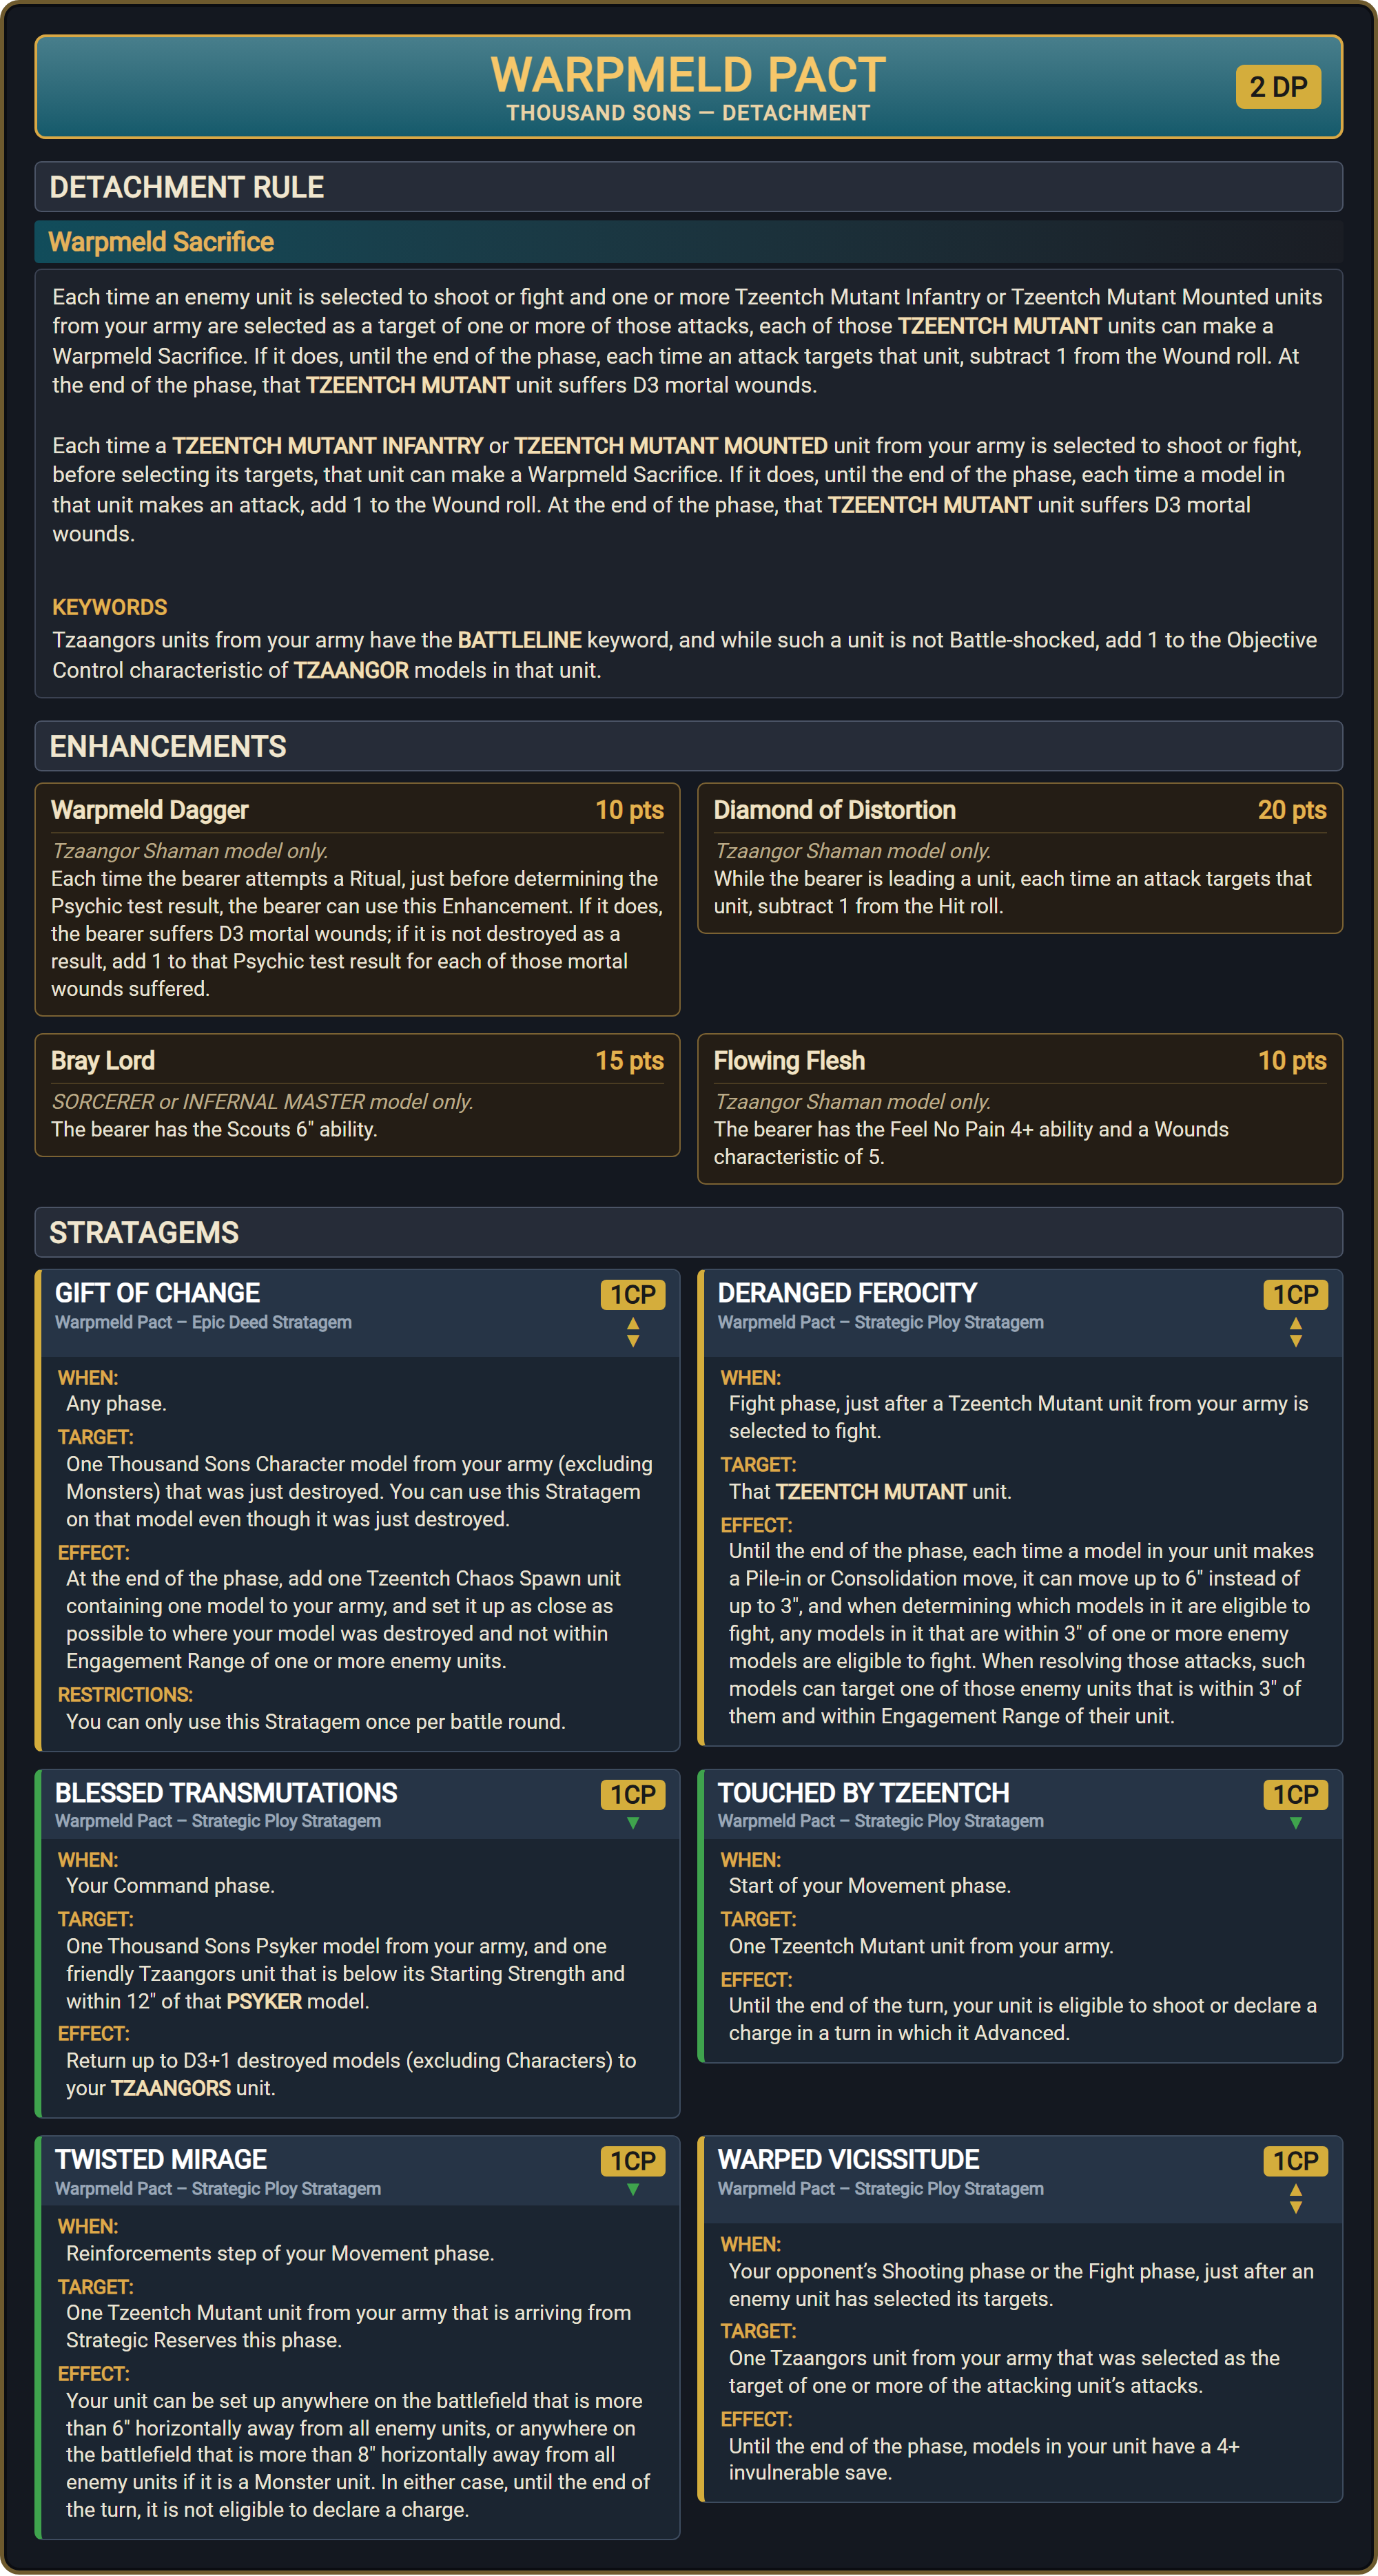 WARPMELD PACT
THOUSAND SONS — DETACHMENT
2 DP
DETACHMENT RULE
Warpmeld Sacrifice
Each time an enemy unit is selected to shoot or fight and one or more Tzeentch Mutant Infantry or Tzeentch Mutant Mounted units
from your army are selected as a target of one or more of those attacks, each of those TZEENTCH MUTANT units can make a
Warpmeld Sacrifice. If it does, until the end of the phase, each time an attack targets that unit, subtract 1 from the Wound roll. At
the end of the phase, that TZEENTCH MUTANT unit suffers D3 mortal wounds.
Each time a TZEENTCH MUTANT INFANTRY or TZEENTCH MUTANT MOUNTED unit from your army is selected to shoot or fight,
before selecting its targets, that unit can make a Warpmeld Sacrifice. If it does, until the end of the phase, each time a model in
that unit makes an attack, add 1 to the Wound roll. At the end of the phase, that TZEENTCH MUTANT unit suffers D3 mortal
wounds.
KEYWORDS
Tzaangors units from your army have the BATTLELINE keyword, and while such a unit is not Battle-shocked, add 1 to the Objective
Control characteristic of TZAANGOR models in that unit.
ENHANCEMENTS
Warpmeld Dagger 10 pts
Tzaangor Shaman model only.
Each time the bearer attempts a Ritual, just before determining the
Psychic test result, the bearer can use this Enhancement. If it does,
the bearer suffers D3 mortal wounds; if it is not destroyed as a
result, add 1 to that Psychic test result for each of those mortal
wounds suffered.
Diamond of Distortion 20 pts
Tzaangor Shaman model only.
While the bearer is leading a unit, each time an attack targets that
unit, subtract 1 from the Hit roll.
Bray Lord 15 pts
SORCERER or INFERNAL MASTER model only.
The bearer has the Scouts 6" ability.
Flowing Flesh 10 pts
Tzaangor Shaman model only.
The bearer has the Feel No Pain 4+ ability and a Wounds
characteristic of 5.
STRATAGEMS
GIFT OF CHANGE 1CP
Warpmeld Pact – Epic Deed Stratagem
▲
▼
WHEN:
Any phase.
TARGET:
One Thousand Sons Character model from your army (excluding
Monsters) that was just destroyed. You can use this Stratagem
on that model even though it was just destroyed.
EFFECT:
At the end of the phase, add one Tzeentch Chaos Spawn unit
containing one model to your army, and set it up as close as
possible to where your model was destroyed and not within
Engagement Range of one or more enemy units.
RESTRICTIONS:
You can only use this Stratagem once per battle round.
DERANGED FEROCITY 1CP
Warpmeld Pact – Strategic Ploy Stratagem
▲
▼
WHEN:
Fight phase, just after a Tzeentch Mutant unit from your army is
selected to fight.
TARGET:
That TZEENTCH MUTANT unit.
EFFECT:
Until the end of the phase, each time a model in your unit makes
a Pile-in or Consolidation move, it can move up to 6" instead of
up to 3", and when determining which models in it are eligible to
fight, any models in it that are within 3" of one or more enemy
models are eligible to fight. When resolving those attacks, such
models can target one of those enemy units that is within 3" of
them and within Engagement Range of their unit.
BLESSED TRANSMUTATIONS 1CP
Warpmeld Pact – Strategic Ploy Stratagem
▼
WHEN:
Your Command phase.
TARGET:
One Thousand Sons Psyker model from your army, and one
friendly Tzaangors unit that is below its Starting Strength and
within 12" of that PSYKER model.
EFFECT:
Return up to D3+1 destroyed models (excluding Characters) to
your TZAANGORS unit.
TOUCHED BY TZEENTCH 1CP
Warpmeld Pact – Strategic Ploy Stratagem
▼
WHEN:
Start of your Movement phase.
TARGET:
One Tzeentch Mutant unit from your army.
EFFECT:
Until the end of the turn, your unit is eligible to shoot or declare a
charge in a turn in which it Advanced.
TWISTED MIRAGE 1CP
Warpmeld Pact – Strategic Ploy Stratagem
▼
WHEN:
Reinforcements step of your Movement phase.
TARGET:
One Tzeentch Mutant unit from your army that is arriving from
Strategic Reserves this phase.
EFFECT:
Your unit can be set up anywhere on the battlefield that is more
than 6" horizontally away from all enemy units, or anywhere on
the battlefield that is more than 8" horizontally away from all
enemy units if it is a Monster unit. In either case, until the end of
the turn, it is not eligible to declare a charge.
WARPED VICISSITUDE 1CP
Warpmeld Pact – Strategic Ploy Stratagem
▲
▼
WHEN:
Your opponent’s Shooting phase or the Fight phase, just after an
enemy unit has selected its targets.
TARGET:
One Tzaangors unit from your army that was selected as the
target of one or more of the attacking unit’s attacks.
EFFECT:
Until the end of the phase, models in your unit have a 4+
invulnerable save.